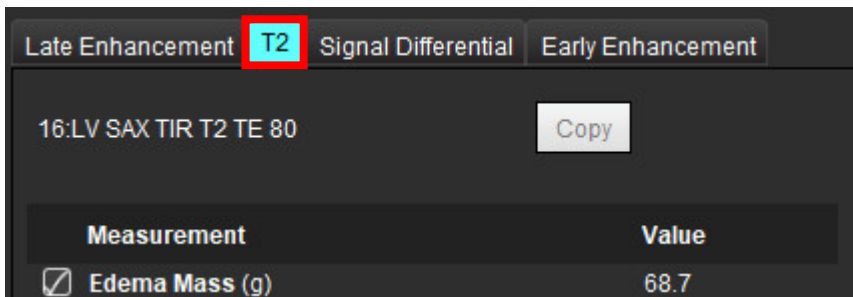 Late Enhancement T2 Signal Differential Early Enhancement
16:LV SAX TIR T2 TE 80 Copy
Measurement Value
Edema Mass (g) 68.7